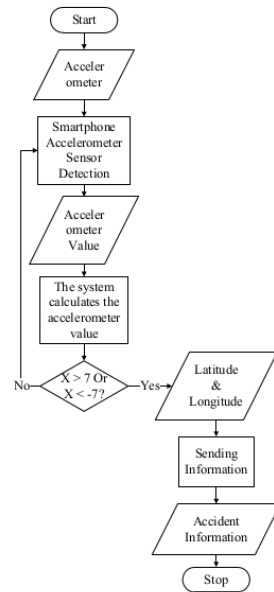 Start
Acceler
ometer
Smartphone
Accelerometer
Sensor
Detection
Acceler
ometer
Value
The system
calculates the
accelerometer
value
X > 7 Or
X < -7?
No
Yes
Latitude
&
Longitude
Sending
Information
Accident
Information
Stop